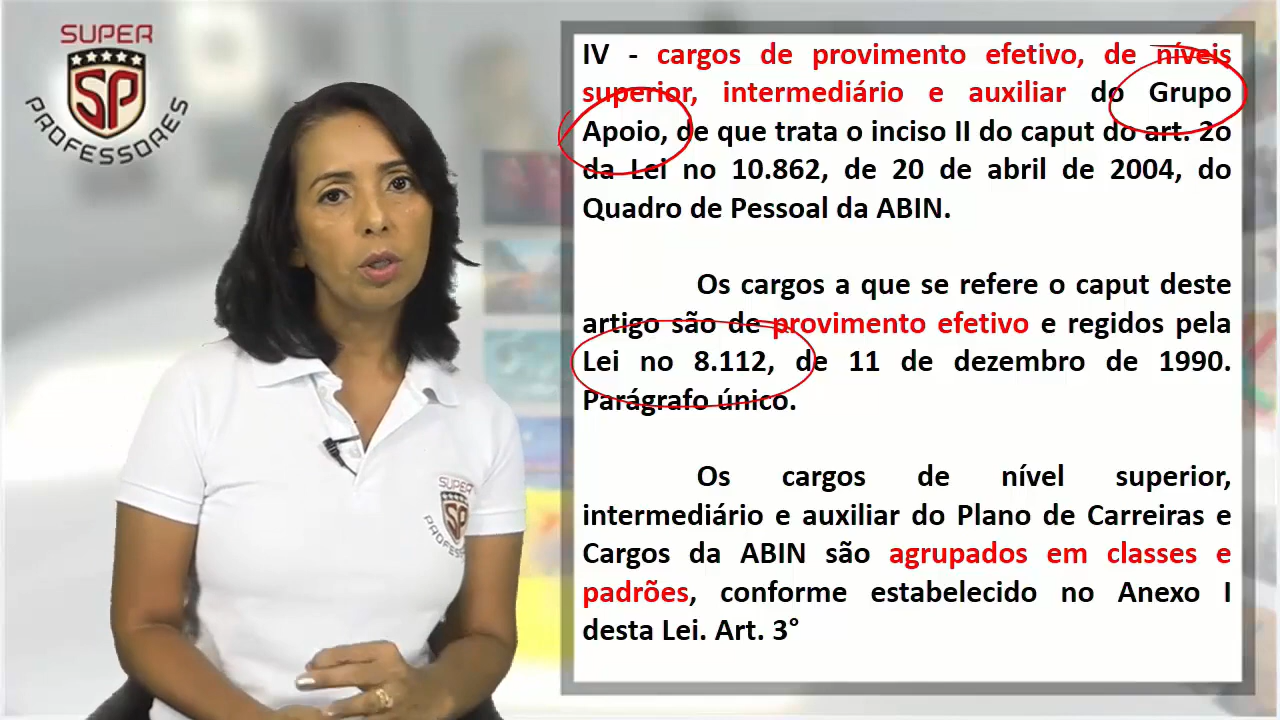 SUPER
SP
PROFESSORES
IV - cargos de provimento efetivo, de níveis
superior, intermediário e auxiliar do Grupo
Apoio, de que trata o inciso II do caput do art. 2o
da Lei no 10.862, de 20 de abril de 2004, do
Quadro de Pessoal da ABIN.
Os cargos a que se refere o caput deste
artigo são de provimento efetivo e regidos pela
Lei no 8.112, de 11 de dezembro de 1990.
Parágrafo único.
Os cargos de nível superior,
intermediário e auxiliar do Plano de Carreiras e
Cargos da ABIN são agrupados em classes e
padrões, conforme estabelecido no Anexo I
desta Lei. Art. 3°
SUPER
SP
PROFESSORES